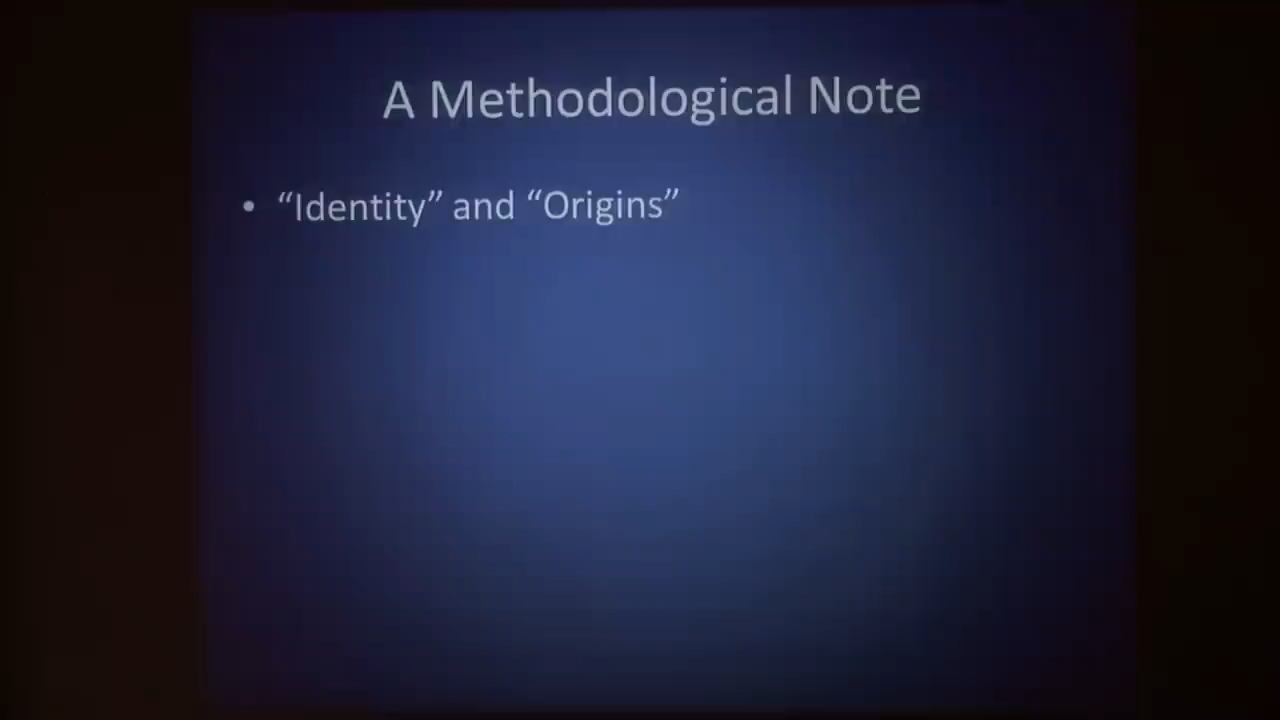 A Methodological Note
• “Identity” and “Origins”